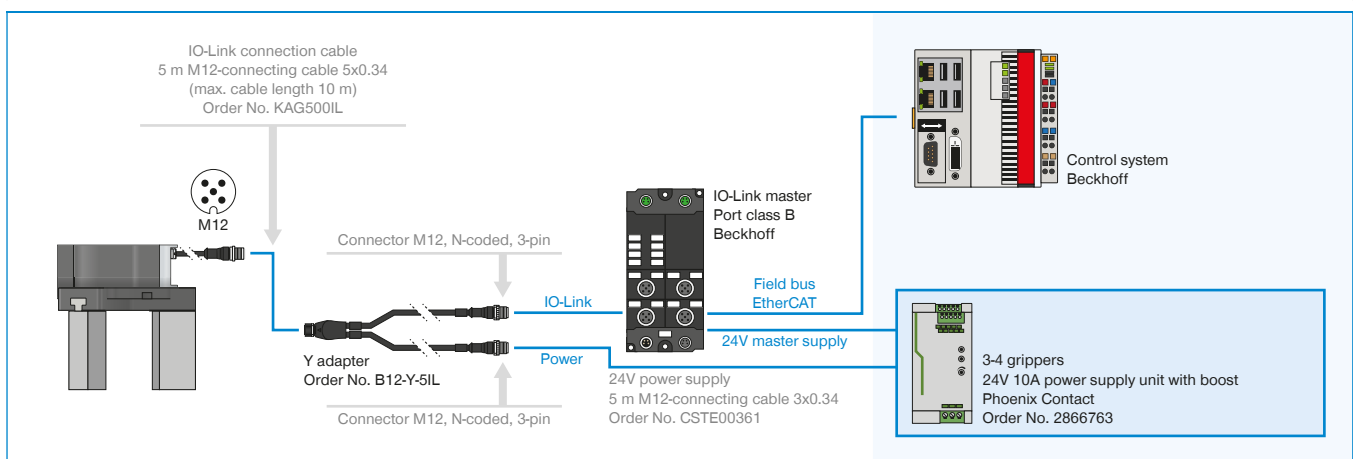 IO-Link connection cable
5 m M12-connecting cable 5x0.34
(max. cable length 10 m)
Order No. KAG500IL
M12
Connector M12, N-coded, 3-pin
IO-Link
Y adapter
Order No. B12-Y-5IL
Power
Connector M12, N-coded, 3-pin
IO-Link master
Port class B
Beckhoff
Field bus
EtherCAT
24V master supply
24V power supply
5 m M12-connecting cable 3x0.34
Order No. CSTE00361
Control system
Beckhoff
3-4 grippers
24V 10A power supply unit with boost
Phoenix Contact
Order No. 2866763